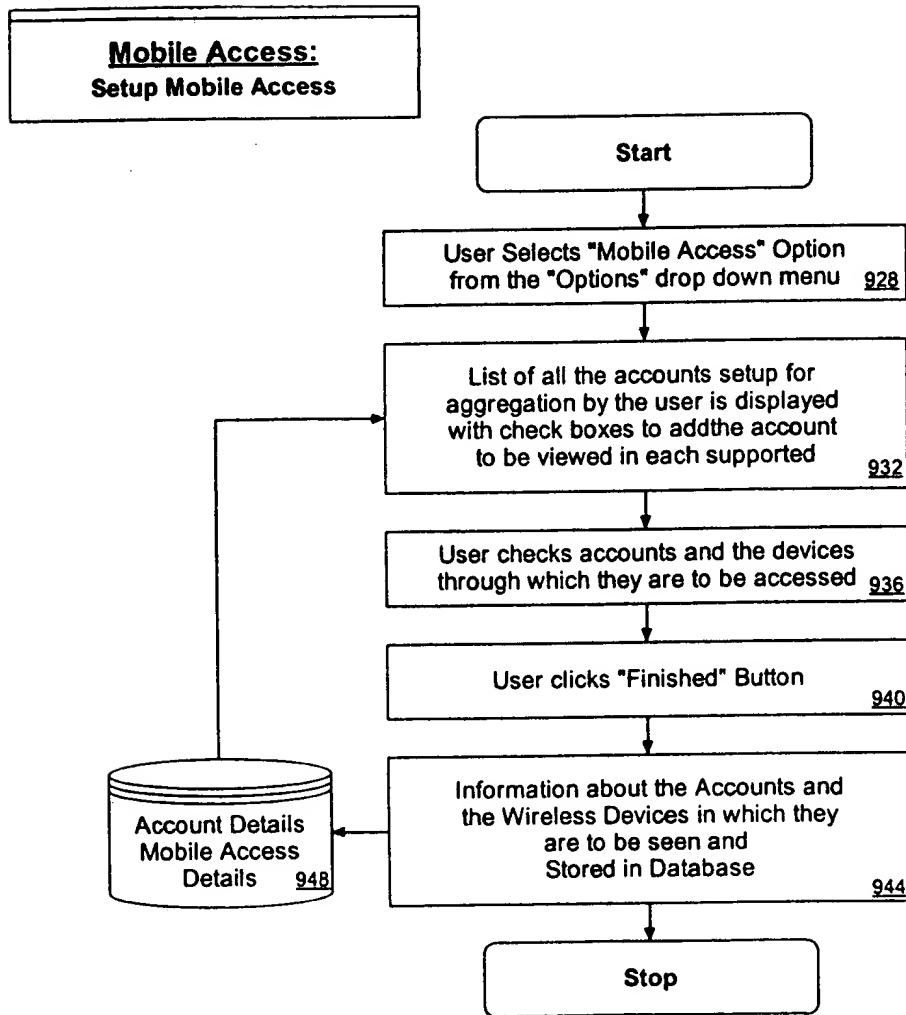 Mobile Access:
Setup Mobile Access
Start
User Selects "Mobile Access" Option
from the "Options" drop down menu 928
List of all the accounts setup for
aggregation by the user is displayed
with check boxes to addthe account
to be viewed in each supported
932
User checks accounts and the devices
through which they are to be accessed 936
User clicks "Finished" Button
940
Information about the Accounts and
the Wireless Devices in which they
are to be seen and
Stored in Database
944
Account Details
Mobile Access
Details 948
Stop